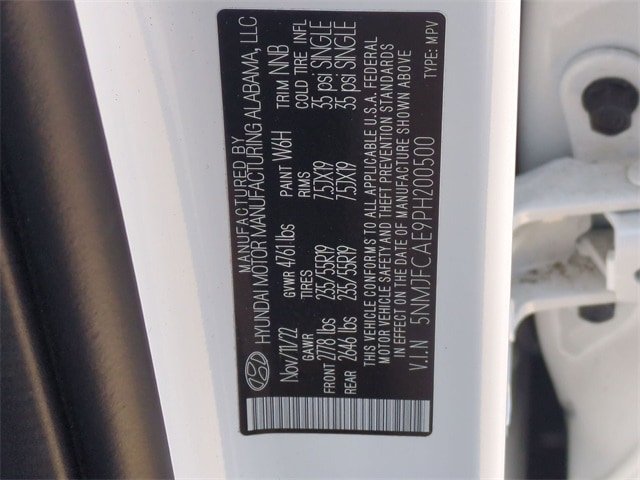 MANUFACTURED BY
HYUNDAI MOTOR MANUFACTURING ALABAMA, LLC
Nov/11/22 GVWR 4761 lbs PAINT W6H TRIM NNB
GAWR TIRES RIMS COLD TIRE INFL
FRONT 2778 lbs 235/55R19 7.5JX19 35 psi SINGLE
REAR 2646 lbs 235/55R19 7.5JX19 35 psi SINGLE
THIS VEHICLE CONFORMS TO ALL APPLICABLE U.S.A. FEDERAL
MOTOR VEHICLE SAFETY AND THEFT PREVENTION STANDARDS
IN EFFECT ON THE DATE OF MANUFACTURE SHOWN ABOVE
V.I.N 5NMJFCAE9PH200500 TYPE: MPV